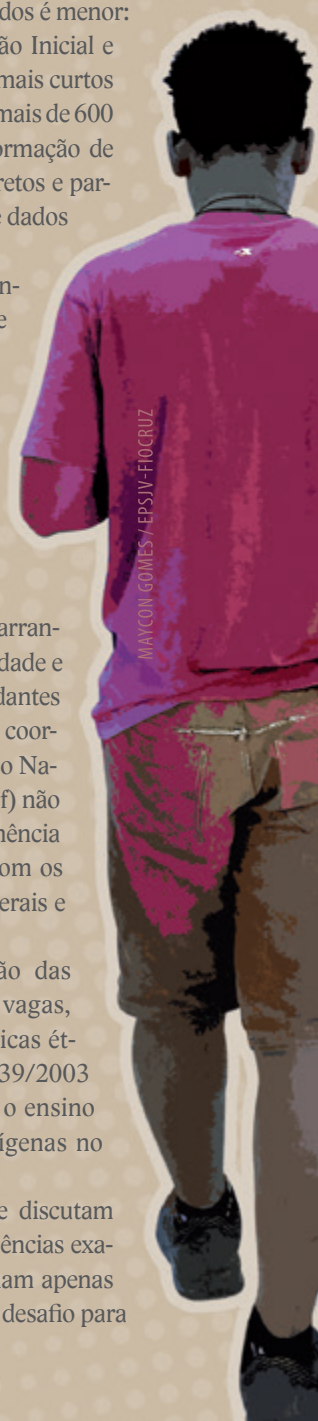 dos é menor:
ão Inicial e
mais curtos
mais de 600
ormação de
retos e par-
e dados
n-
e
MAYCON GOMES / EPSJV-FIOCRUZ
arran-
dade e
dantes
coor-
o Na-
f) não
nência
om os
erais e
ão das
vagas,
icas ét-
39/2003
o ensino
ígenas no
e discutam
ências exa-
am apenas
desafio para